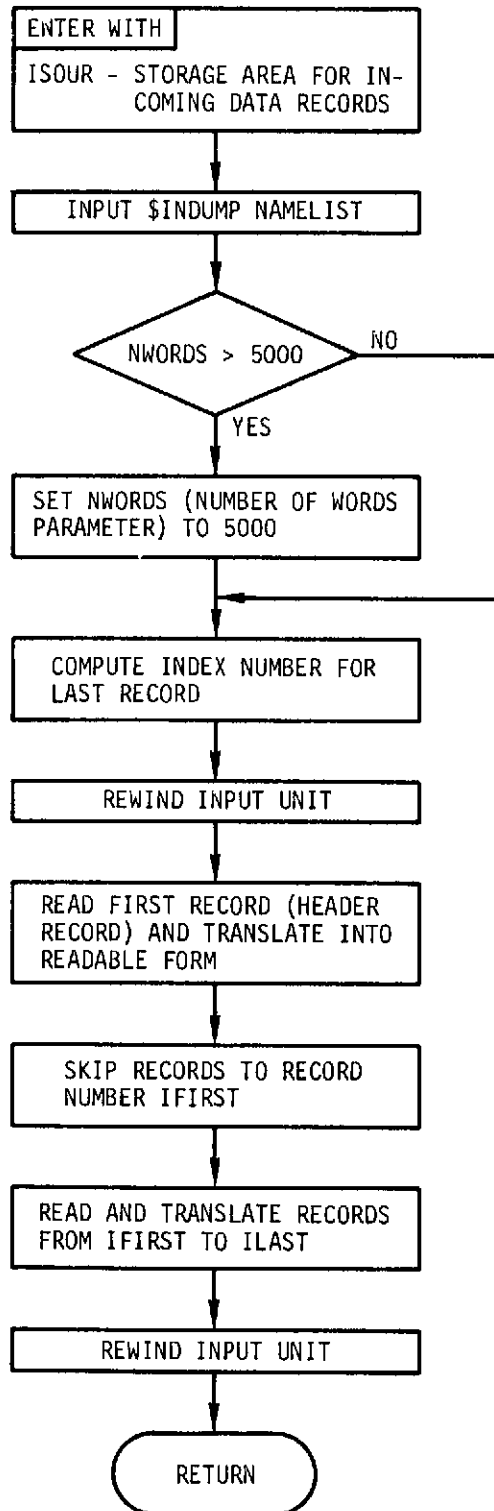 ENTER WITH
ISOUR - STORAGE AREA FOR IN-
COMING DATA RECORDS
INPUT $INDUMP NAMELIST
NWORDS > 5000
NO
YES
SET NWORDS (NUMBER OF WORDS
PARAMETER) TO 5000
COMPUTE INDEX NUMBER FOR
LAST RECORD
REWIND INPUT UNIT
READ FIRST RECORD (HEADER
RECORD) AND TRANSLATE INTO
READABLE FORM
SKIP RECORDS TO RECORD
NUMBER IFIRST
READ AND TRANSLATE RECORDS
FROM IFIRST TO ILAST
REWIND INPUT UNIT
RETURN